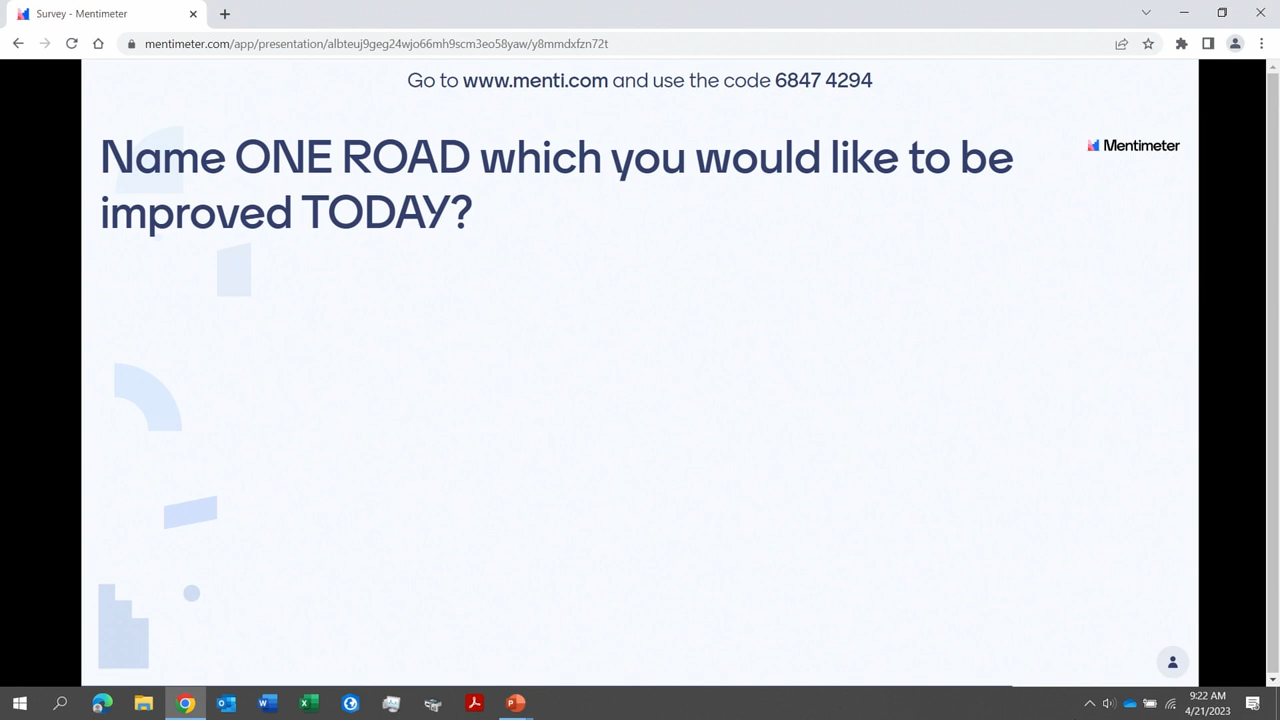 Survey - Mentimeter
mentimeter.com/app/presentation/albteuj9geg24wjo66mh9scm3eo58yaw/y8mmdxfzn72t
Go to www.menti.com and use the code 6847 4294
Name ONE ROAD which you would like to be
improved TODAY?
Mentimeter
9:22 AM
4/21/2023